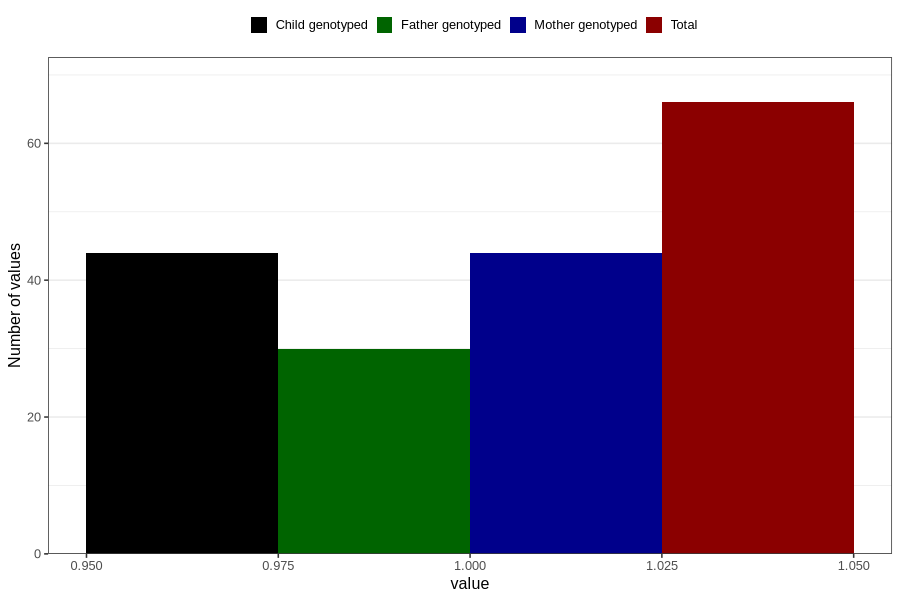 Child genotyped Father genotyped Mother genotyped Total
Number of values
60
40
20
0
0.950 0.975 1.000 1.025 1.050
value